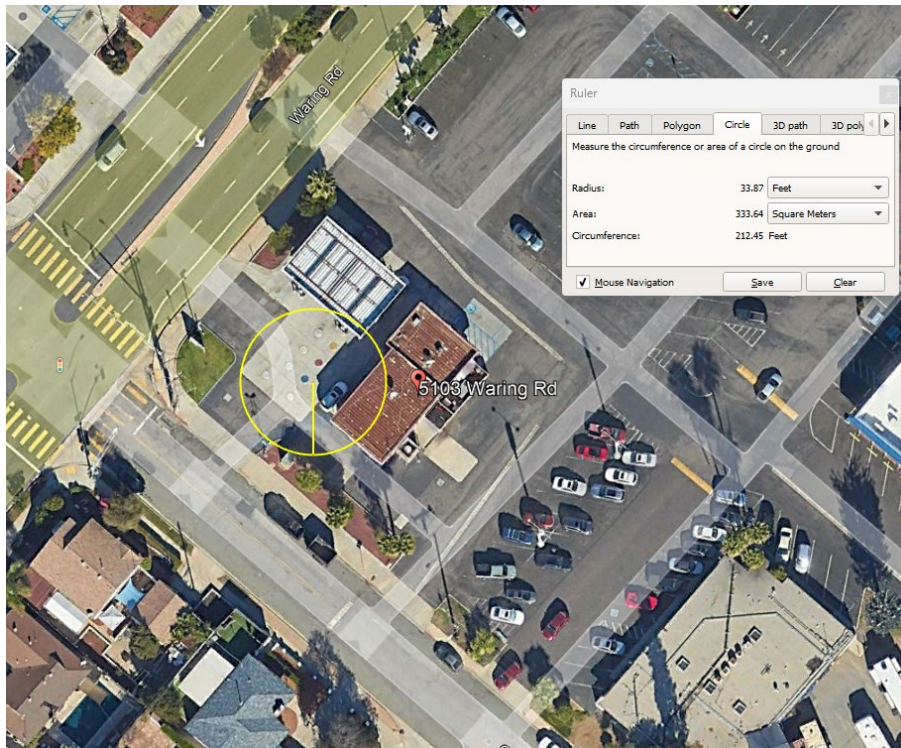 Waring Rd
Ruler
Line Path Polygon Circle 3D path 3D poly
Measure the circumference or area of a circle on the ground
Radius: 33.87 Feet
Area: 333.64 Square Meters
Circumference: 212.45 Feet
Mouse Navigation Save Clear
5103 Waring Rd